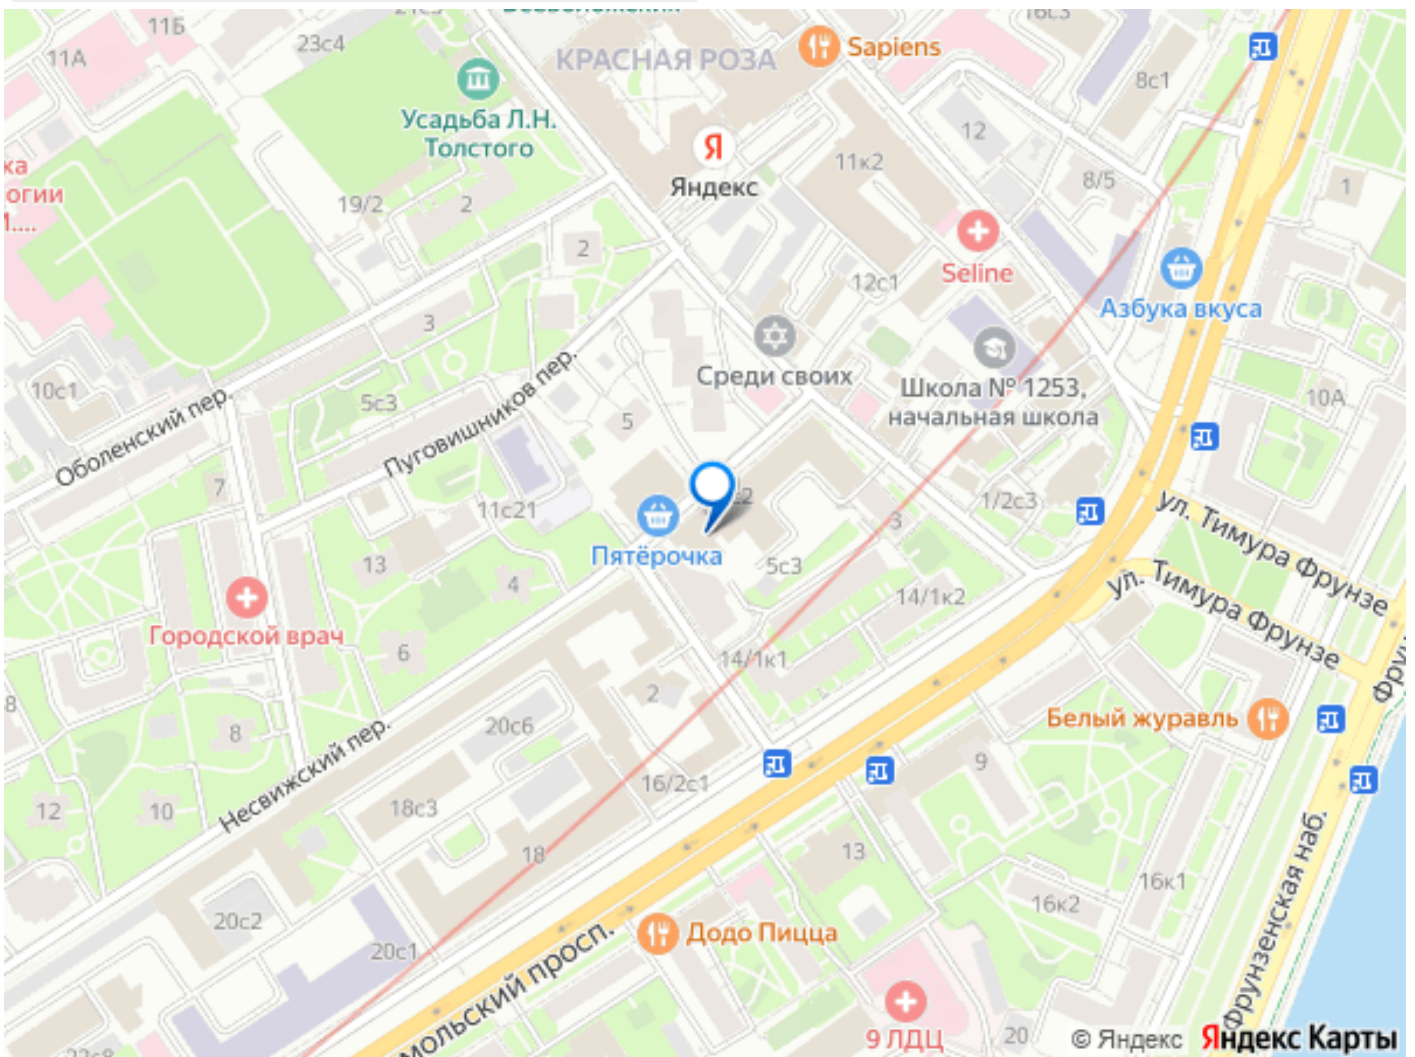 11Б
23с4
11А
КРАСНАЯ РОЗА
Sapiens
16с3
8с1
Усадьба Л.Н.
Толстого
12
Яндекс
11к2
8/5
1
19/2
2
2
Seline
12с1
Азбука вкуса
3
Среди своих
Школа № 1253,
начальная школа
10с1
5с3
10А
Оболенский пер.
Пуговишников пер.
5
7
11с21
1/2с3
3
ул. Тимура Фрунзе
Пятёрочка
13
4
5с3
14/1к2
ул. Тимура Фрунзе
Городской врач
6
14/1к1
2
8
8
20с6
Белый журавль
9
Несвижский пер.
16/2с1
12
10
18с3
18
13
16к1
16к2
20с2
20с1
Додо Пицца
Фрунзенская наб.
9 ЛДЦ
20
© Яндекс Яндекс Карты